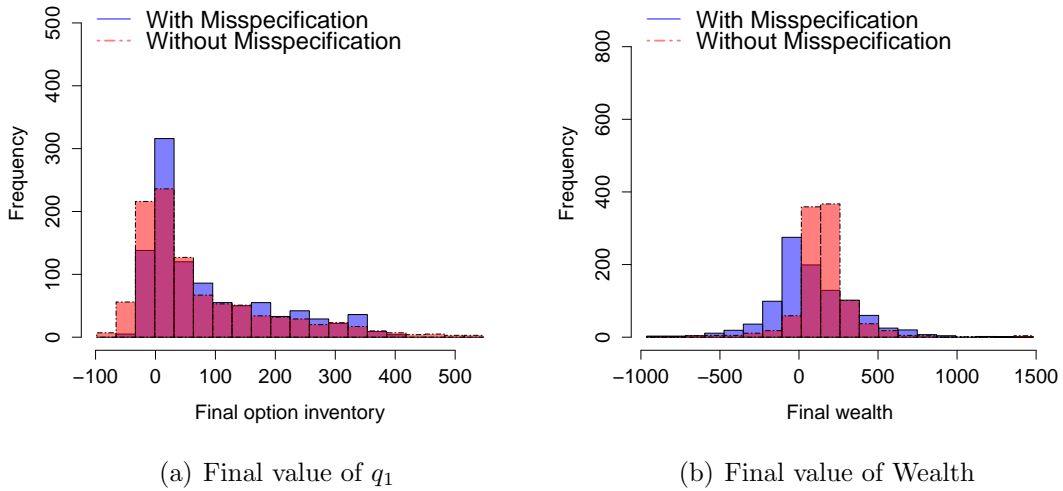 With Misspecification
Without Misspecification
Frequency
0
100
200
300
400
500
−100
0
100
200
300
400
500
Final option inventory
(a) Final value of q1
With Misspecification
Without Misspecification
Frequency
0
200
400
600
800
−1000
−500
0
500
1000
1500
Final wealth
(b) Final value of Wealth